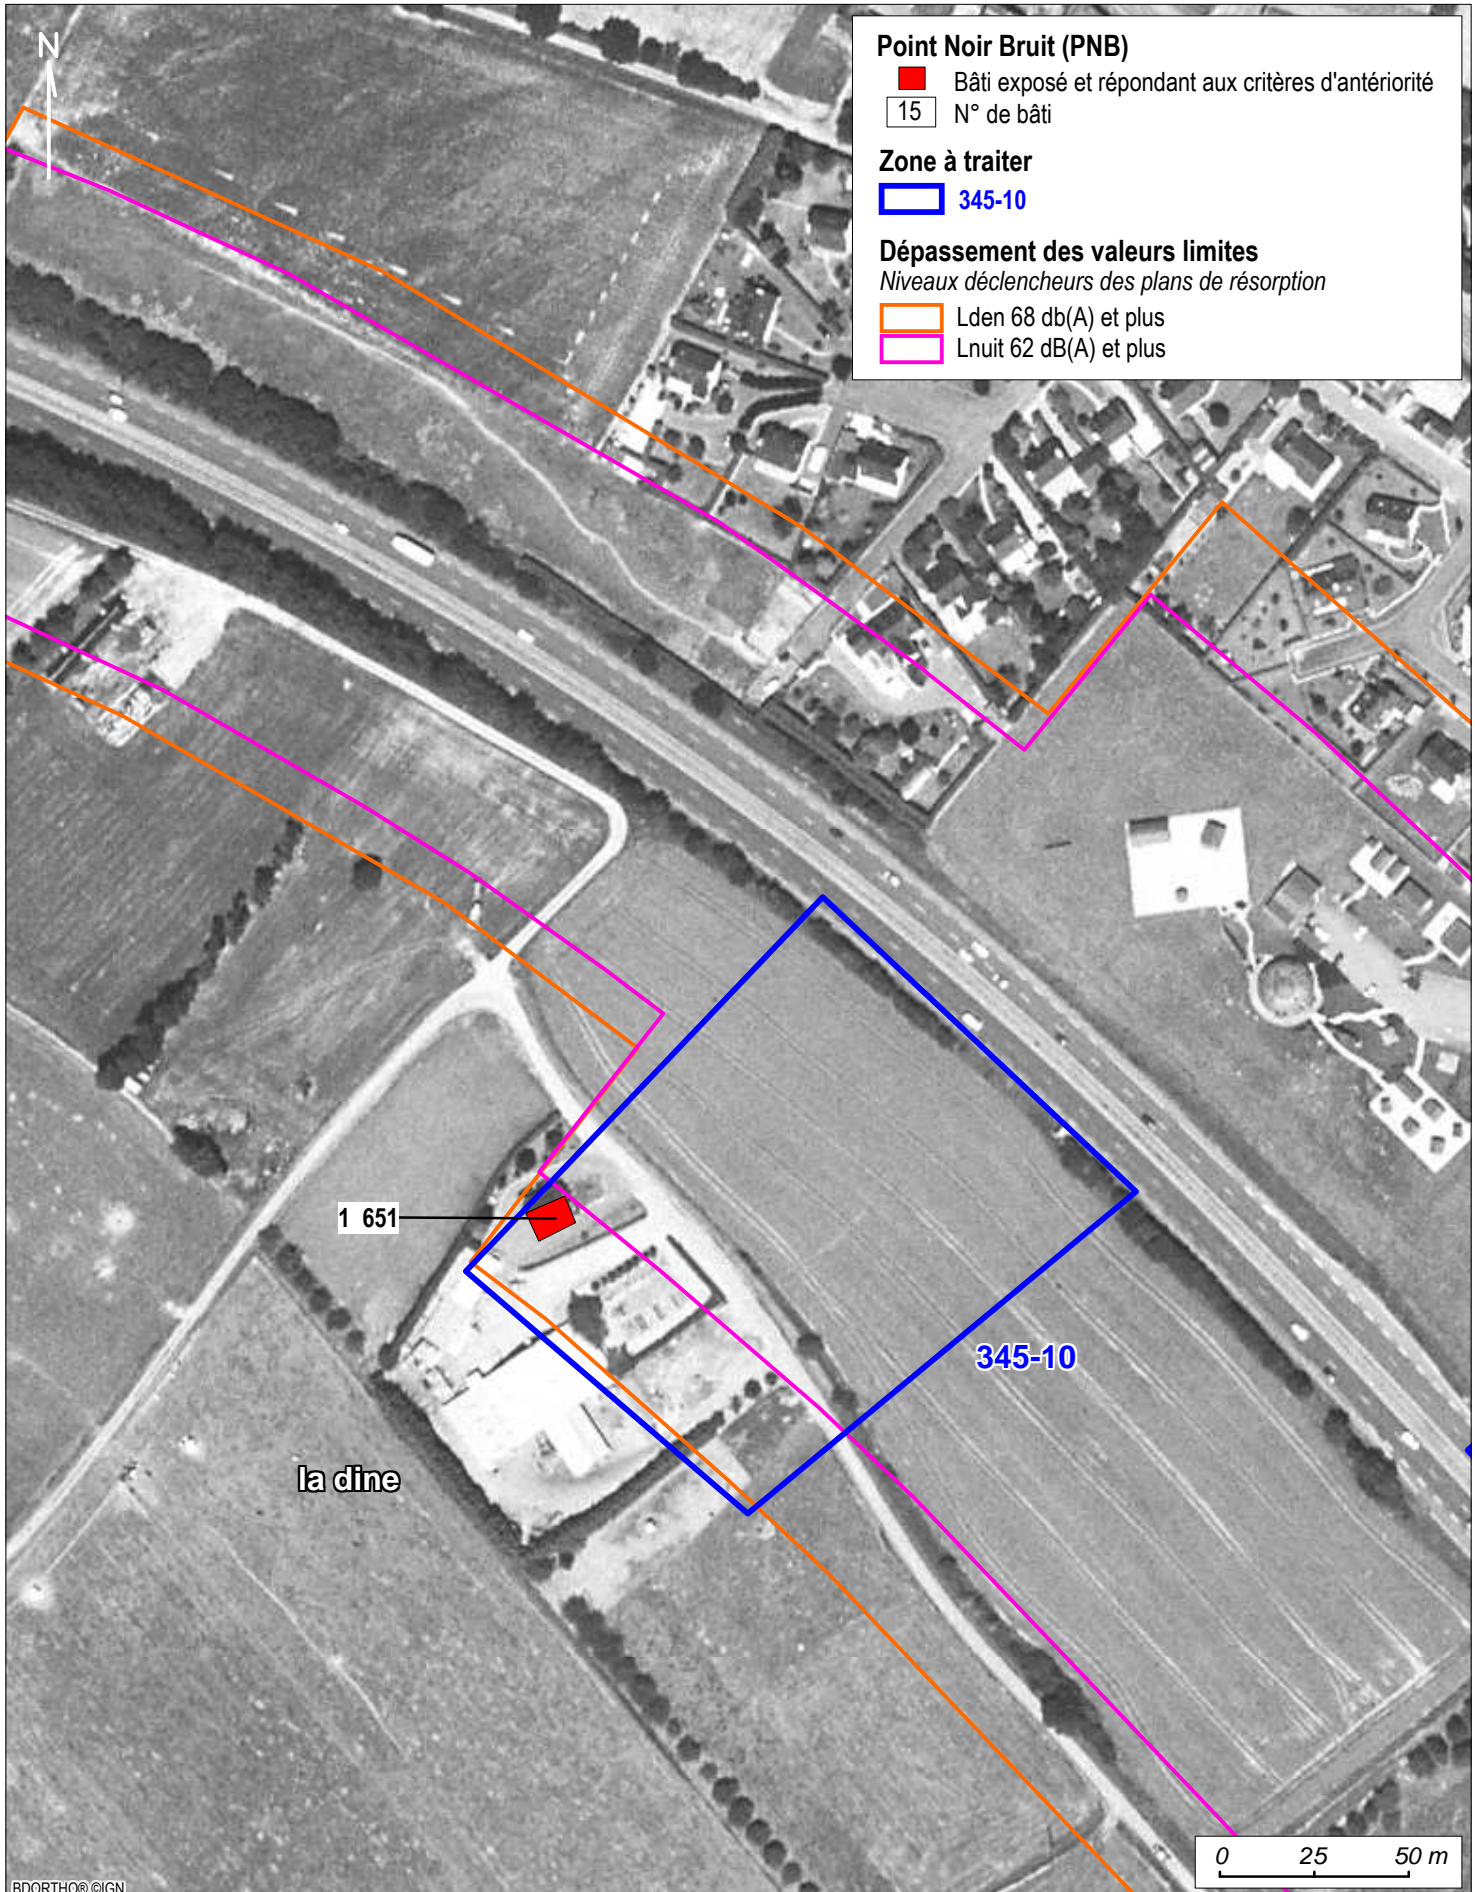 N
Point Noir Bruit (PNB)
Bâti exposé et répondant aux critères d'antériorité
15 N° de bâti
Zone à traiter
345-10
Dépassement des valeurs limites
Niveaux déclencheurs des plans de résorption
Lden 68 db(A) et plus
Lnuit 62 dB(A) et plus
1 651
345-10
la dine
0 25 50 m
BDORTHO® ©IGN